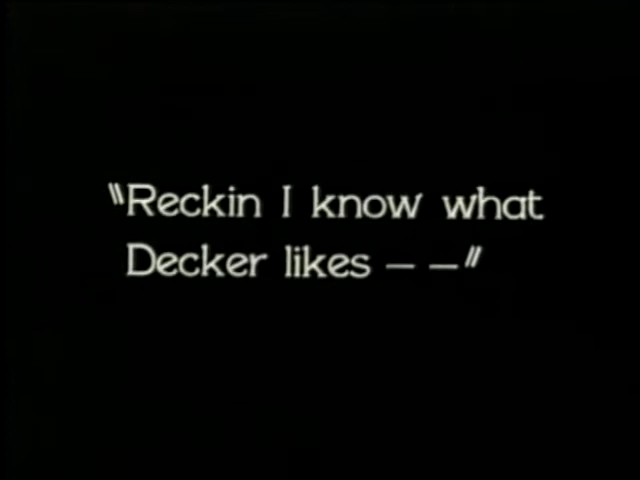 "Reckin I know what
Decker likes — —"